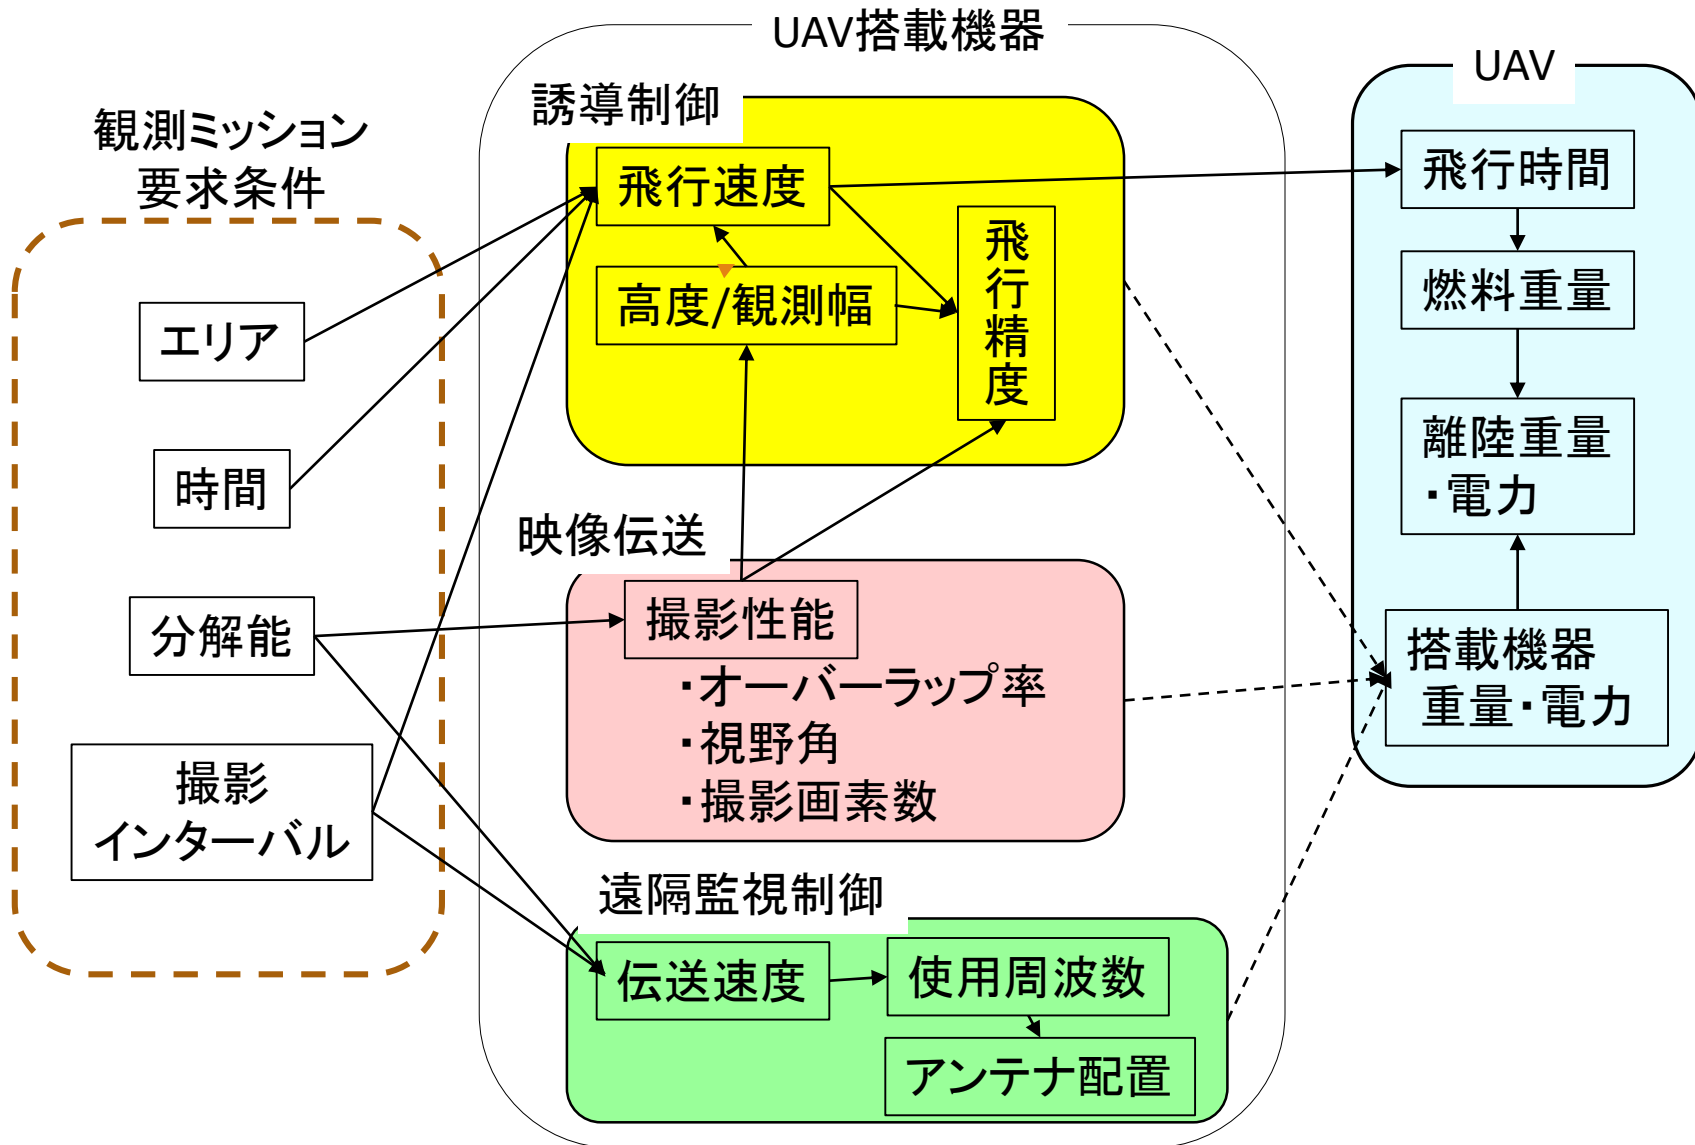 観測ミッション
要求条件
エリア
時間
分解能
撮影
インターバル
UAV搭載機器
誘導制御
飛行速度
高度/観測幅
飛行精度
映像伝送
撮影性能
・オーバーラップ率
・視野角
・撮影画素数
遠隔監視制御
伝送速度
使用周波数
アンテナ配置
UAV
飛行時間
燃料重量
離陸重量
・電力
搭載機器
重量・電力